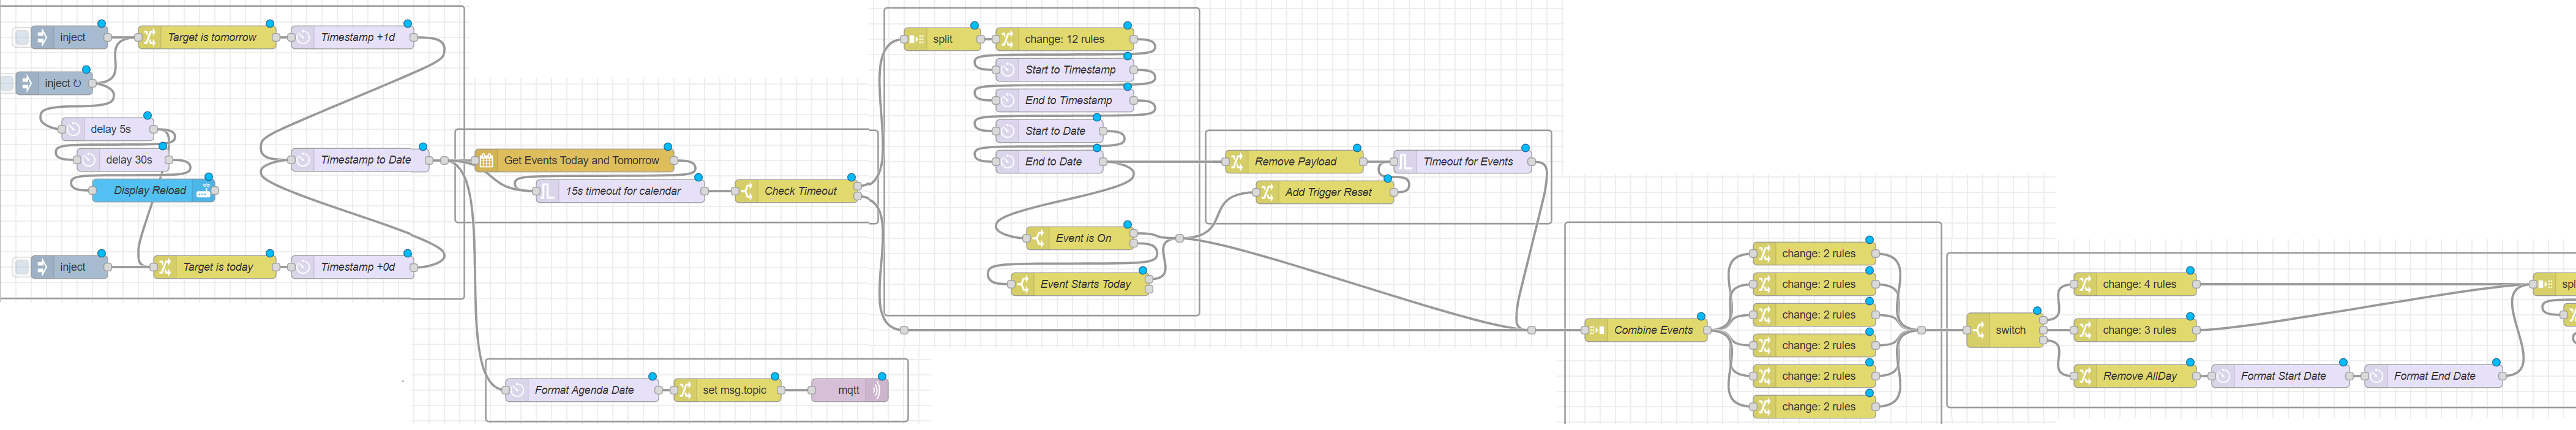 inject
Target is tomorrow
Timestamp +1d
inject ↻
delay 5s
delay 30s
Display Reload
Timestamp to Date
inject
Target is today
Timestamp +0d
Get Events Today and Tomorrow
15s timeout for calendar
Check Timeout
Format Agenda Date
set msg.topic
mqtt
split
change: 12 rules
Start to Timestamp
End to Timestamp
Start to Date
End to Date
Event is On
Event Starts Today
Remove Payload
Timeout for Events
Add Trigger Reset
Combine Events
change: 2 rules
change: 2 rules
change: 2 rules
change: 2 rules
change: 2 rules
change: 2 rules
switch
change: 4 rules
change: 3 rules
Remove AllDay
Format Start Date
Format End Date
spl